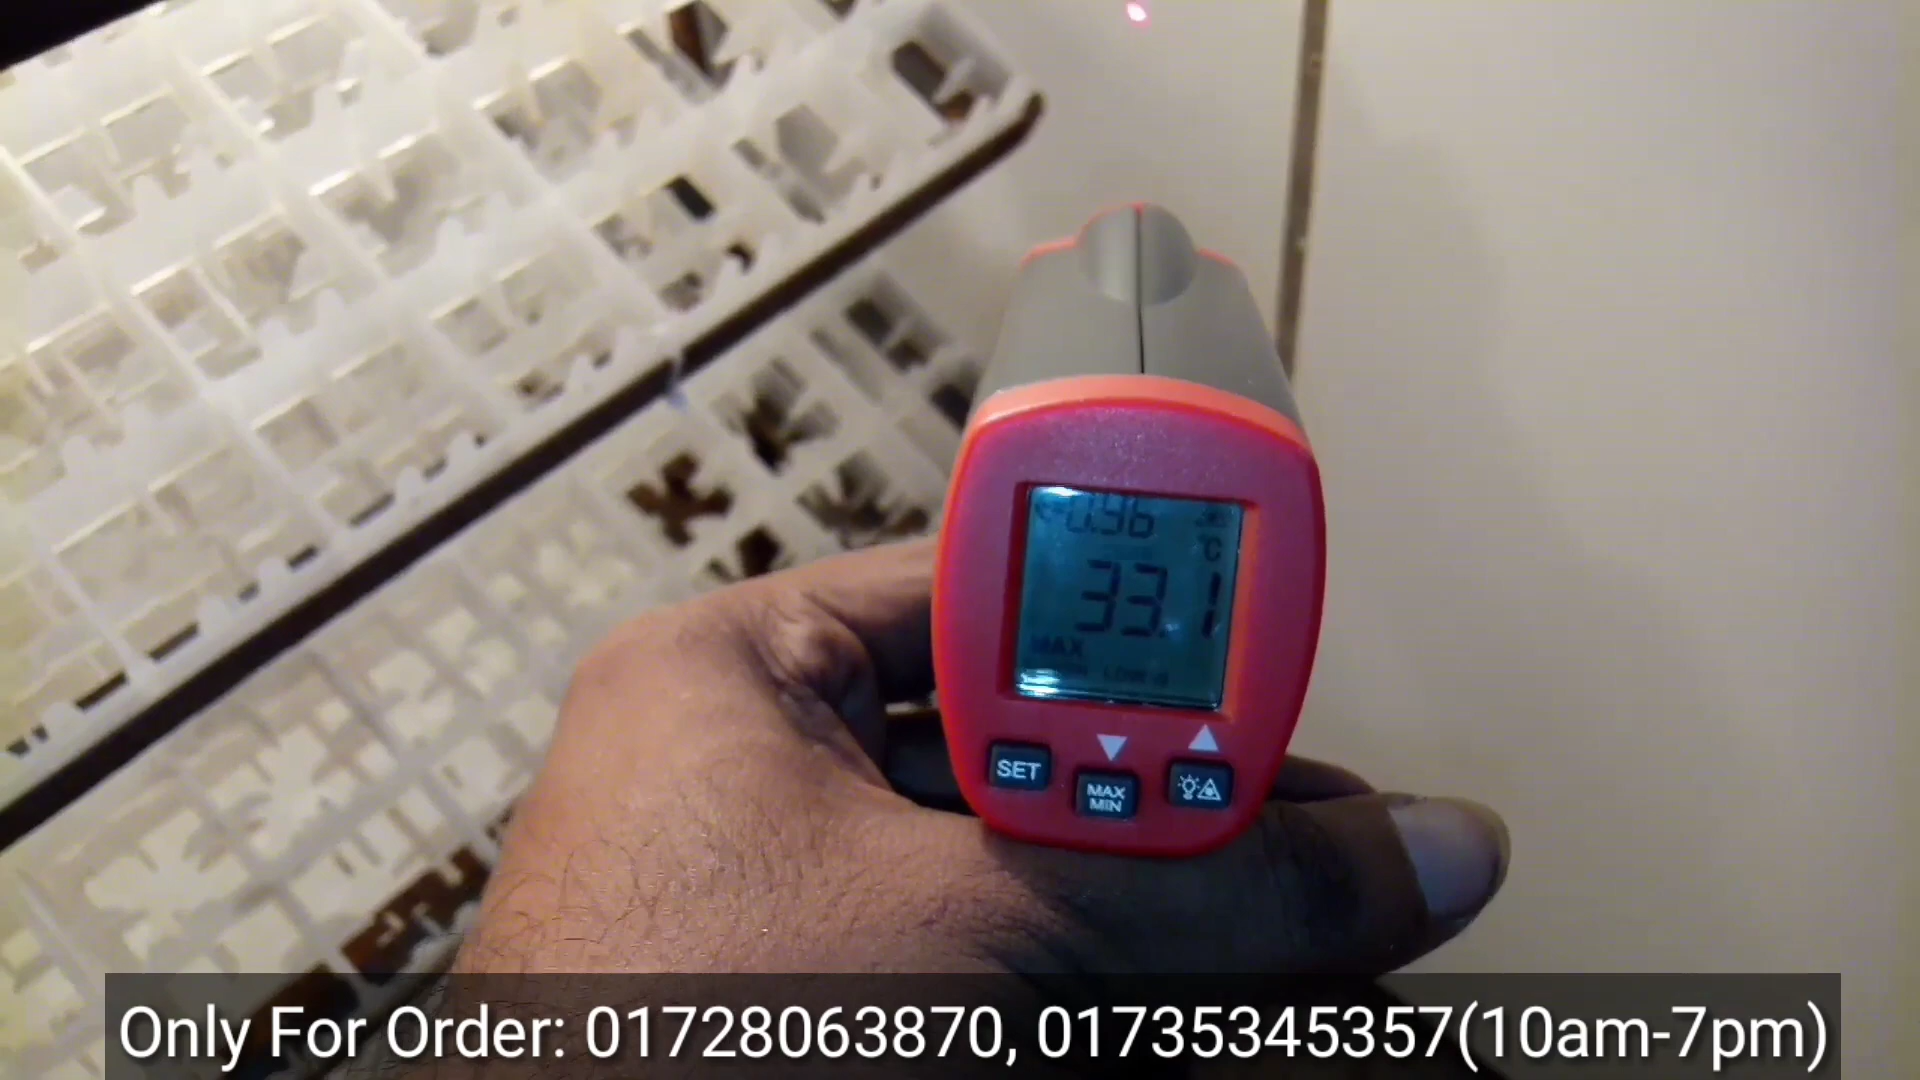 0.96
°C
33.1
MAX
SET
MAX
MIN
Only For Order: 01728063870, 01735345357(10am-7pm)